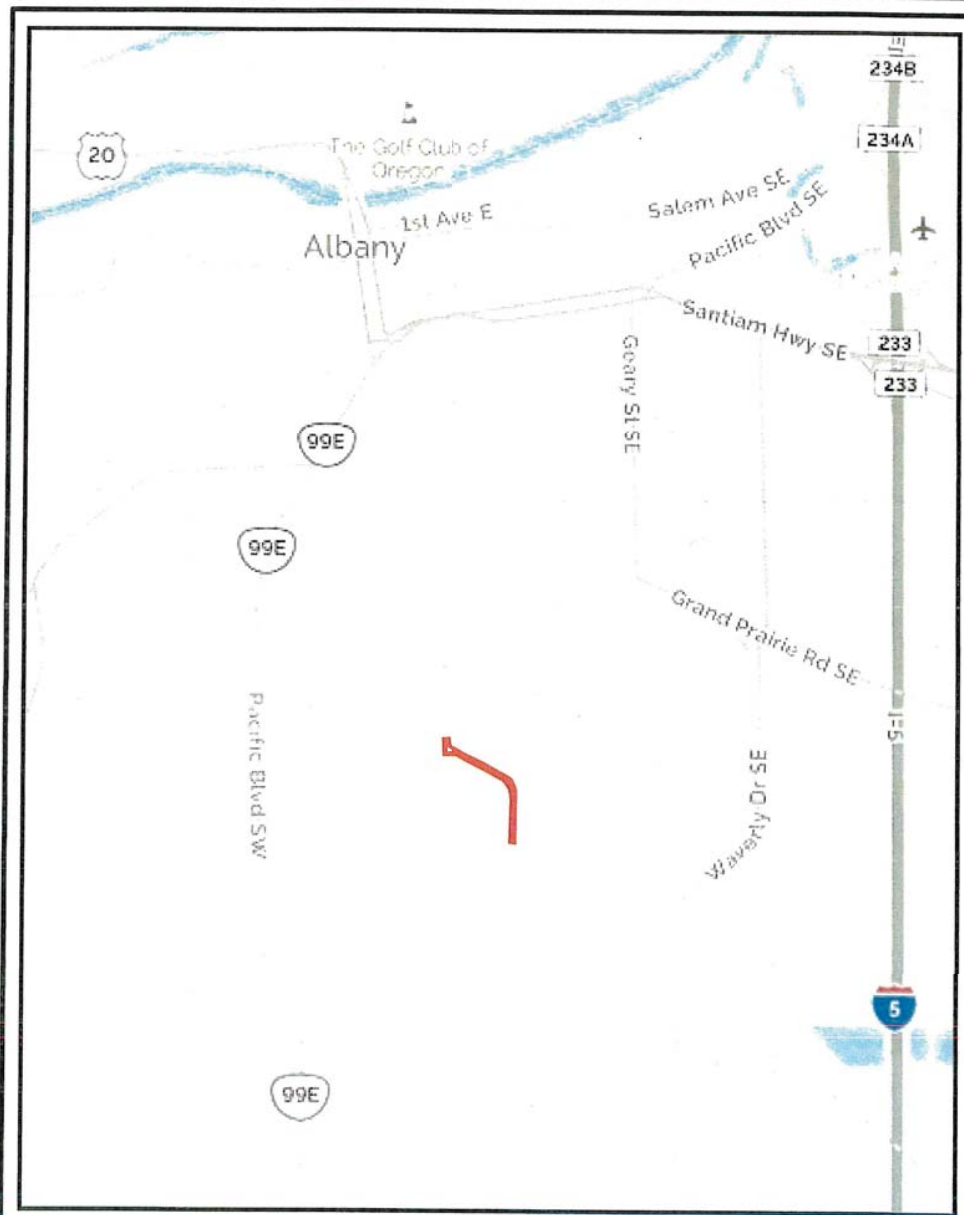 234B
234A
20
The Golf Club of
Oregon
Salem Ave SE
1st Ave E
Pacific Blvd SE
Albany
Santiam Hwy SE
233
233
Geary St SE
99E
99E
Grand Prairie Rd SE
Pacific Blvd SW
I-5
Waverly Dr SE
5
99E